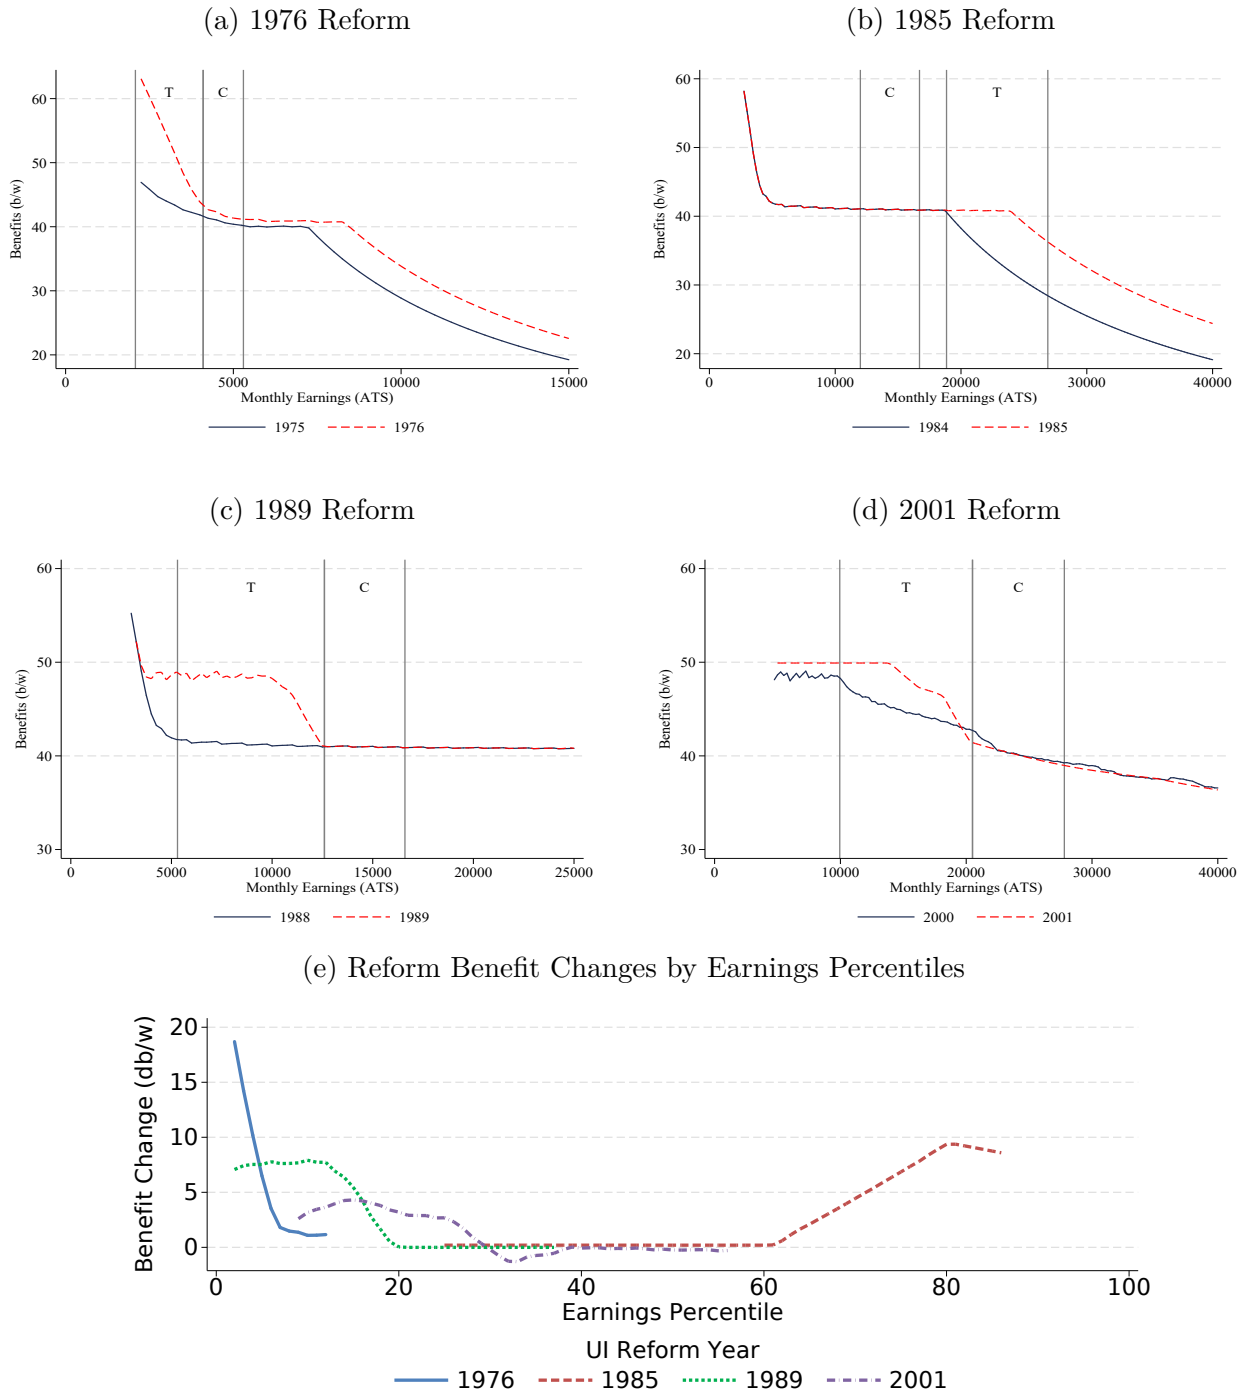 (a) 1976 Reform
T C
Benefits (b/w)
60
50
40
30
20
0 5000 10000 15000
Monthly Earnings (ATS)
1975 1976
(b) 1985 Reform
C T
Benefits (b/w)
60
50
40
30
20
0 10000 20000 30000 40000
Monthly Earnings (ATS)
1984 1985
(c) 1989 Reform
T C
Benefits (b/w)
60
50
40
30
0 5000 10000 15000 20000 25000
Monthly Earnings (ATS)
1988 1989
(d) 2001 Reform
T C
Benefits (b/w)
60
50
40
30
0 10000 20000 30000 40000
Monthly Earnings (ATS)
2000 2001
(e) Reform Benefit Changes by Earnings Percentiles
Benefit Change (db/w)
20
15
10
5
0
0 20 40 60 80 100
Earnings Percentile
UI Reform Year
1976 1985 1989 2001